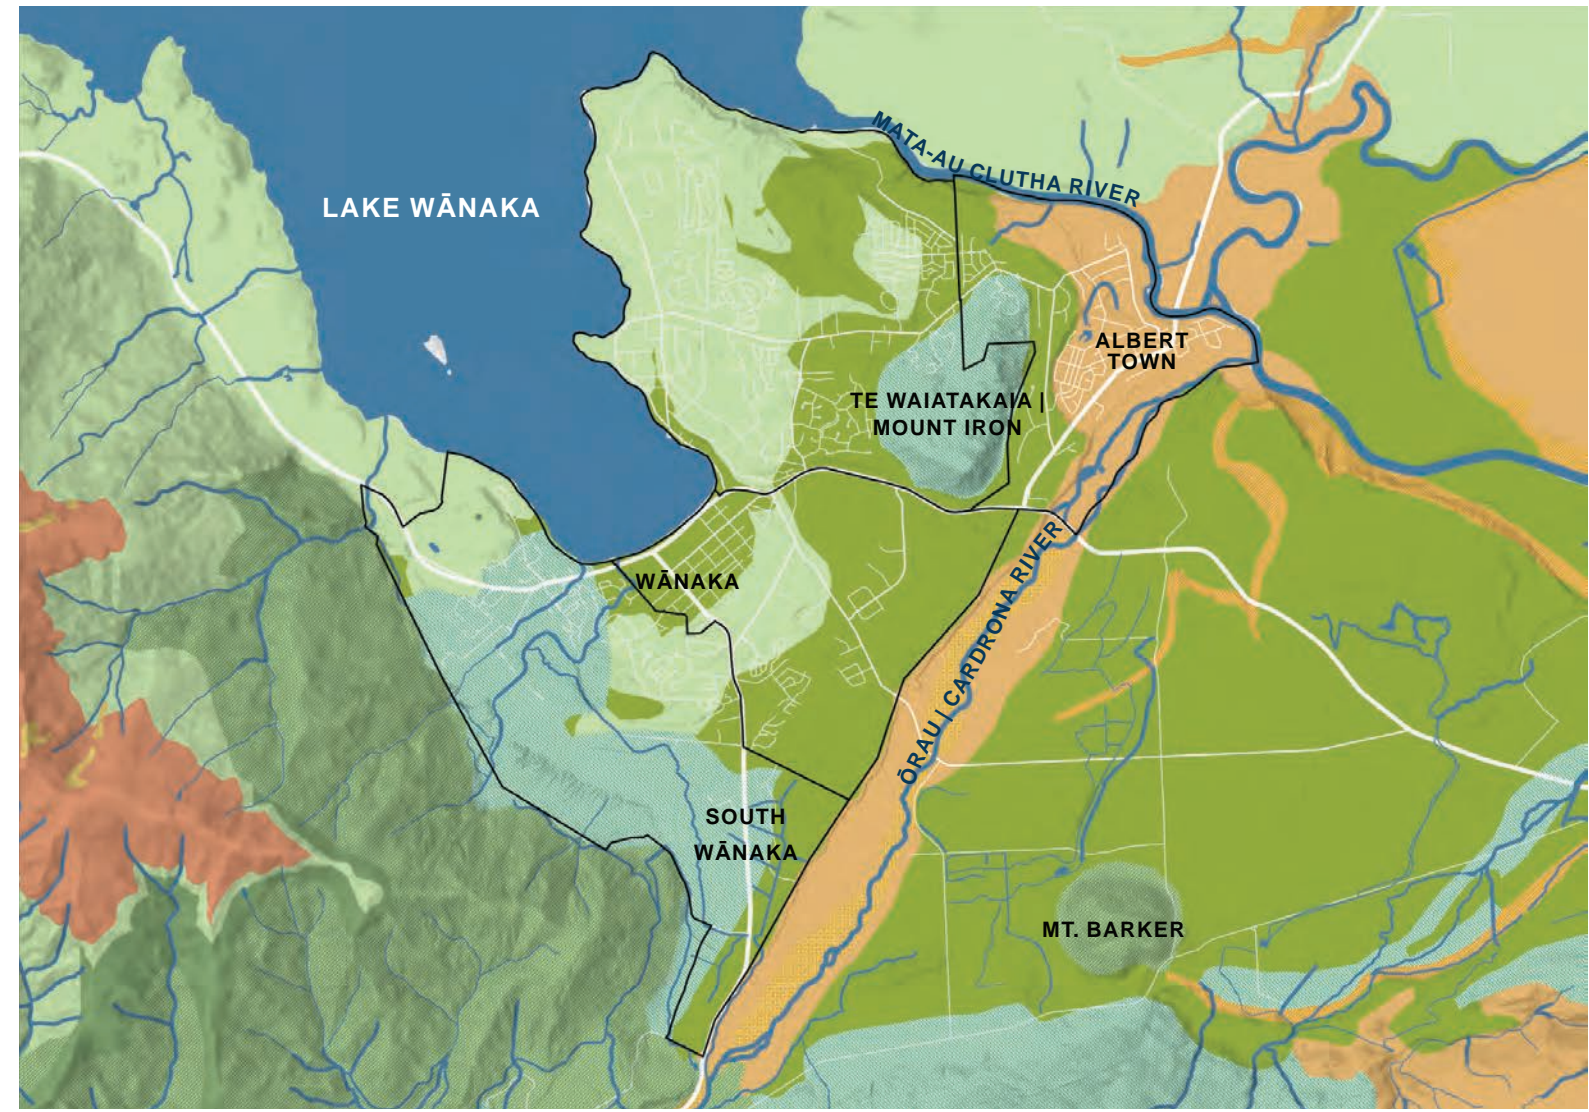 MATA-AU CLUTHA RIVER
LAKE WĀNAKA
ALBERT
TOWN
TE WAIATAKAIA |
MOUNT IRON
WĀNAKA
ŌRAU | CARDRONA RIVER
SOUTH
WĀNAKA
MT. BARKER